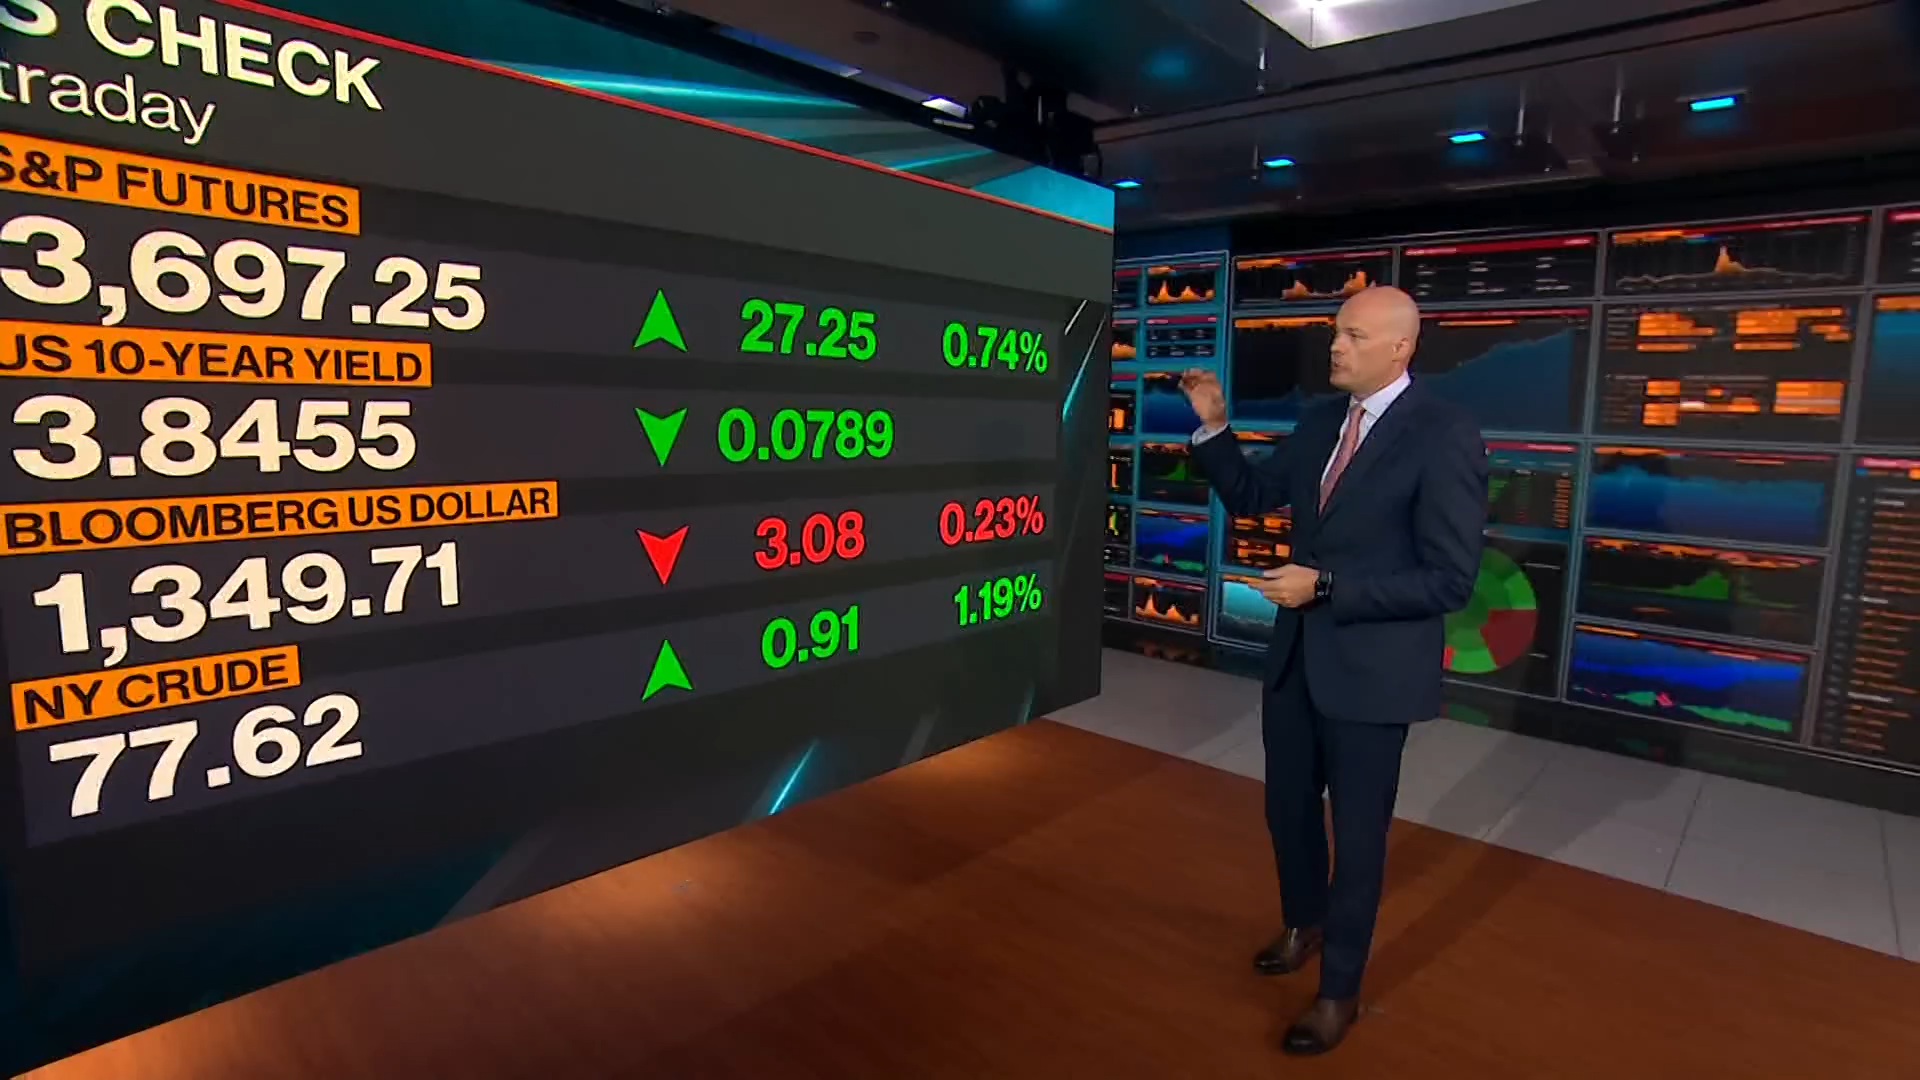 S CHECK
traday
S&P FUTURES
3,697.25 27.25 0.74%
US 10-YEAR YIELD
3.8455 0.0789
BLOOMBERG US DOLLAR
1,349.71 3.08 0.23%
NY CRUDE
77.62 0.91 1.19%